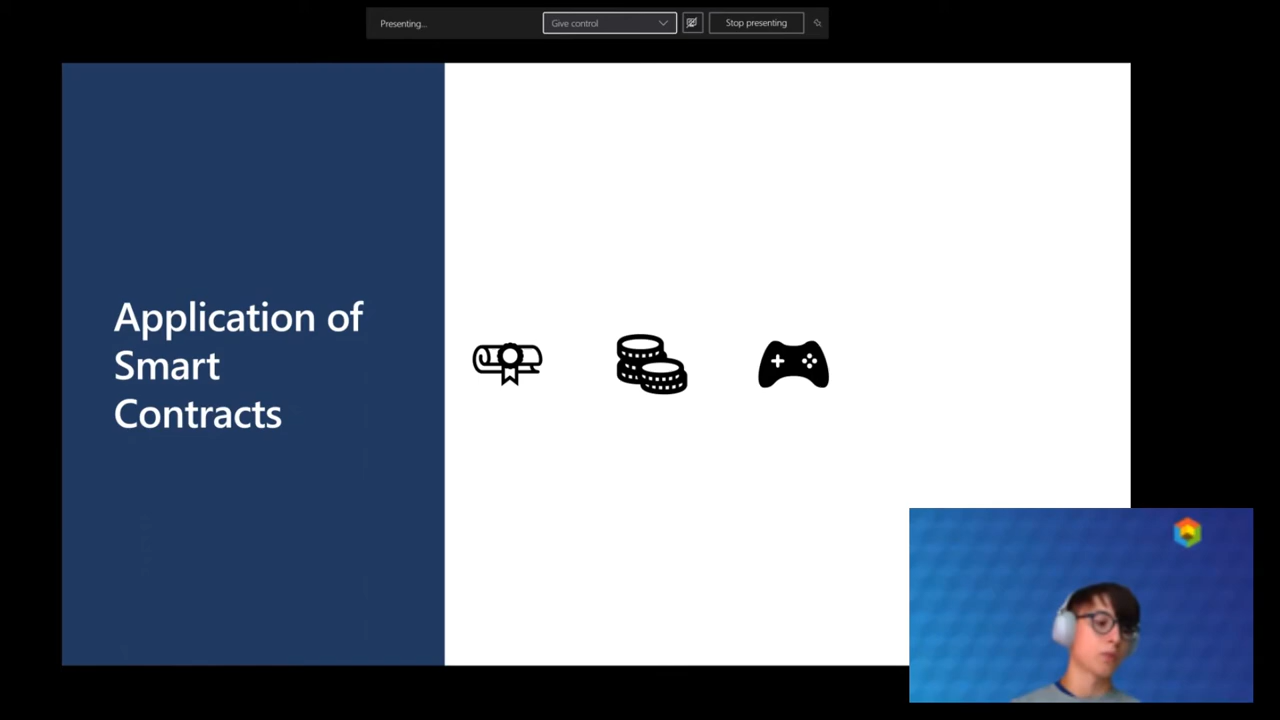 Presenting...
Give control
Stop presenting
Application of
Smart
Contracts